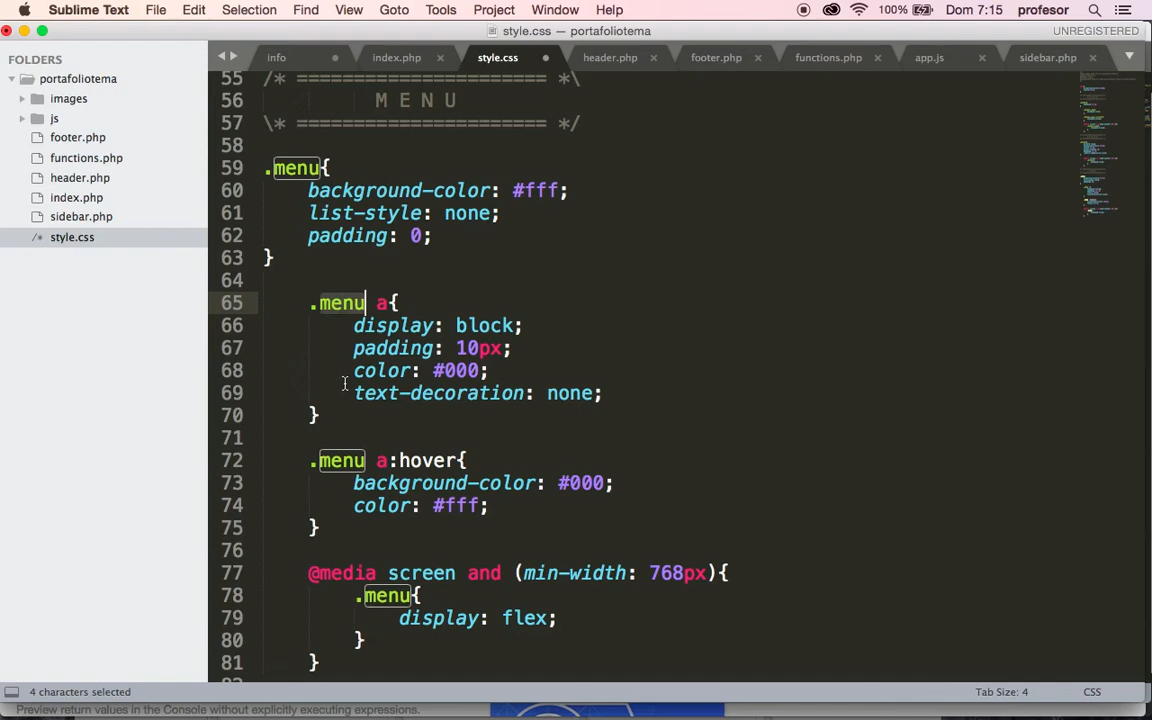 Sublime Text File Edit Selection Find View Goto Tools Project Window Help 100% Dom 7:15 profesor
style.css — portafoliotema UNREGISTERED
FOLDERS
portafoliotema
images
js
footer.php
functions.php
header.php
index.php
sidebar.php
/* style.css
info index.php × style.css header.php × footer.php × functions.php × app.js × sidebar.php ×
55 /* ====================== *\
56 M E N U
57 \* ====================== */
58
59 .menu{
60 background-color: #fff;
61 list-style: none;
62 padding: 0;
63 }
64
65 .menu a{
66 display: block;
67 padding: 10px;
68 color: #000;
69 text-decoration: none;
70 }
71
72 .menu a:hover{
73 background-color: #000;
74 color: #fff;
75 }
76
77 @media screen and (min-width: 768px){
78 .menu{
79 display: flex;
80 }
81 }
4 characters selected Tab Size: 4 CSS
Preview return values in the Console without explicitly executing expressions.